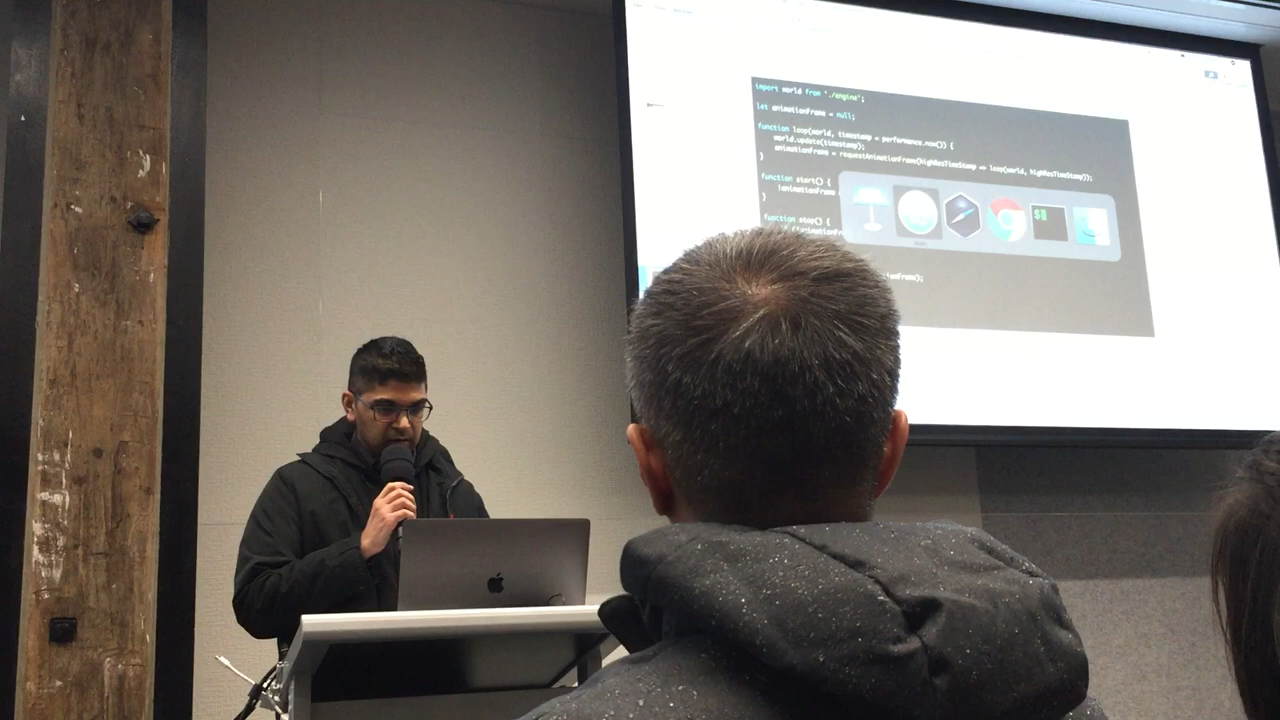 import world from "./engine";
let animationFrame = null;
function loop(world, timestamp = performance.now()) {
world.update(timestamp);
animationFrame = requestAnimationFrame(highResTimeStamp => loop(world, highResTimeStamp));
}
function start() {
!animationFrame
}
function stop() {
$